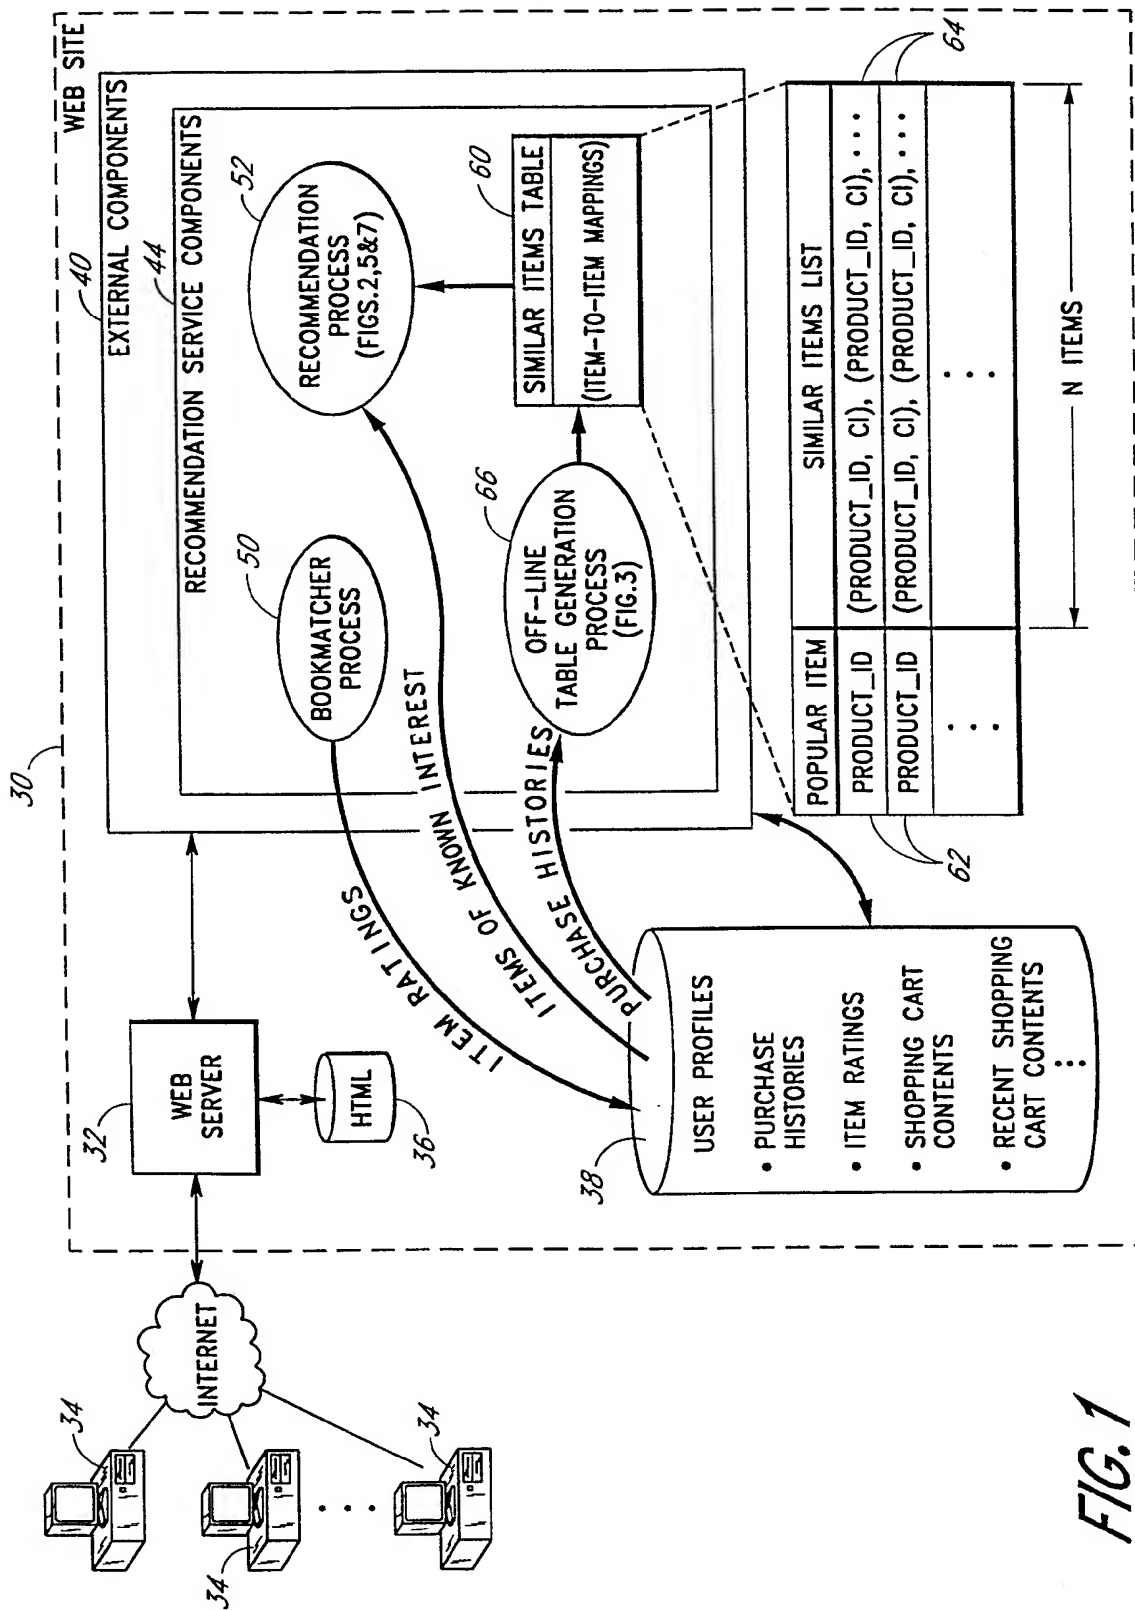 30
WEB SITE
40
EXTERNAL COMPONENTS
44
RECOMMENDATION SERVICE COMPONENTS
32
WEB
SERVER
HTML
36
INTERNET
34
34
34
50
BOOKMATCHER
PROCESS
52
RECOMMENDATION
PROCESS
(FIGS.2,5&7)
ITEM RATINGS
ITEMS OF KNOWN INTEREST
PURCHASE HISTORIES
66
OFF-LINE
TABLE GENERATION
PROCESS
(FIG.3)
60
SIMILAR ITEMS TABLE
(ITEM-TO-ITEM MAPPINGS)
38
USER PROFILES
• PURCHASE
HISTORIES
• ITEM RATINGS
• SHOPPING CART
CONTENTS
• RECENT SHOPPING
CART CONTENTS
POPULAR ITEM SIMILAR ITEMS LIST
PRODUCT_ID (PRODUCT_ID, CI), (PRODUCT_ID, CI), •••
PRODUCT_ID (PRODUCT_ID, CI), (PRODUCT_ID, CI), •••
••• •••
62
64
N ITEMS
FIG. 1